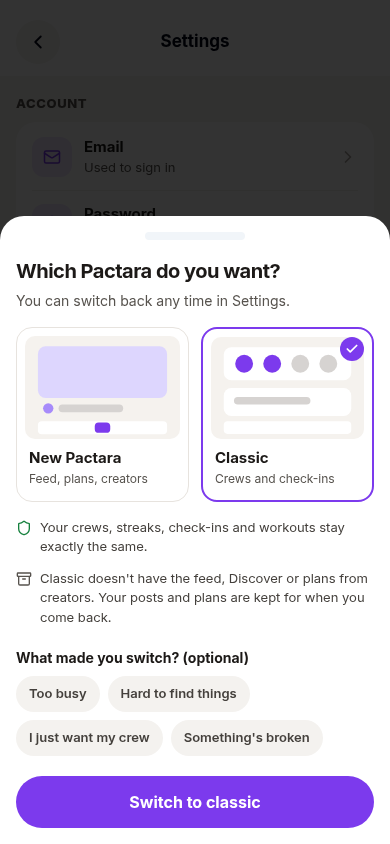 Settings
ACCOUNT
Email
Used to sign in
Password
Which Pactara do you want?
You can switch back any time in Settings.
New Pactara
Feed, plans, creators
Classic
Crews and check-ins
Your crews, streaks, check-ins and workouts stay
exactly the same.
Classic doesn't have the feed, Discover or plans from
creators. Your posts and plans are kept for when you
come back.
What made you switch? (optional)
Too busy
Hard to find things
I just want my crew
Something's broken
Switch to classic